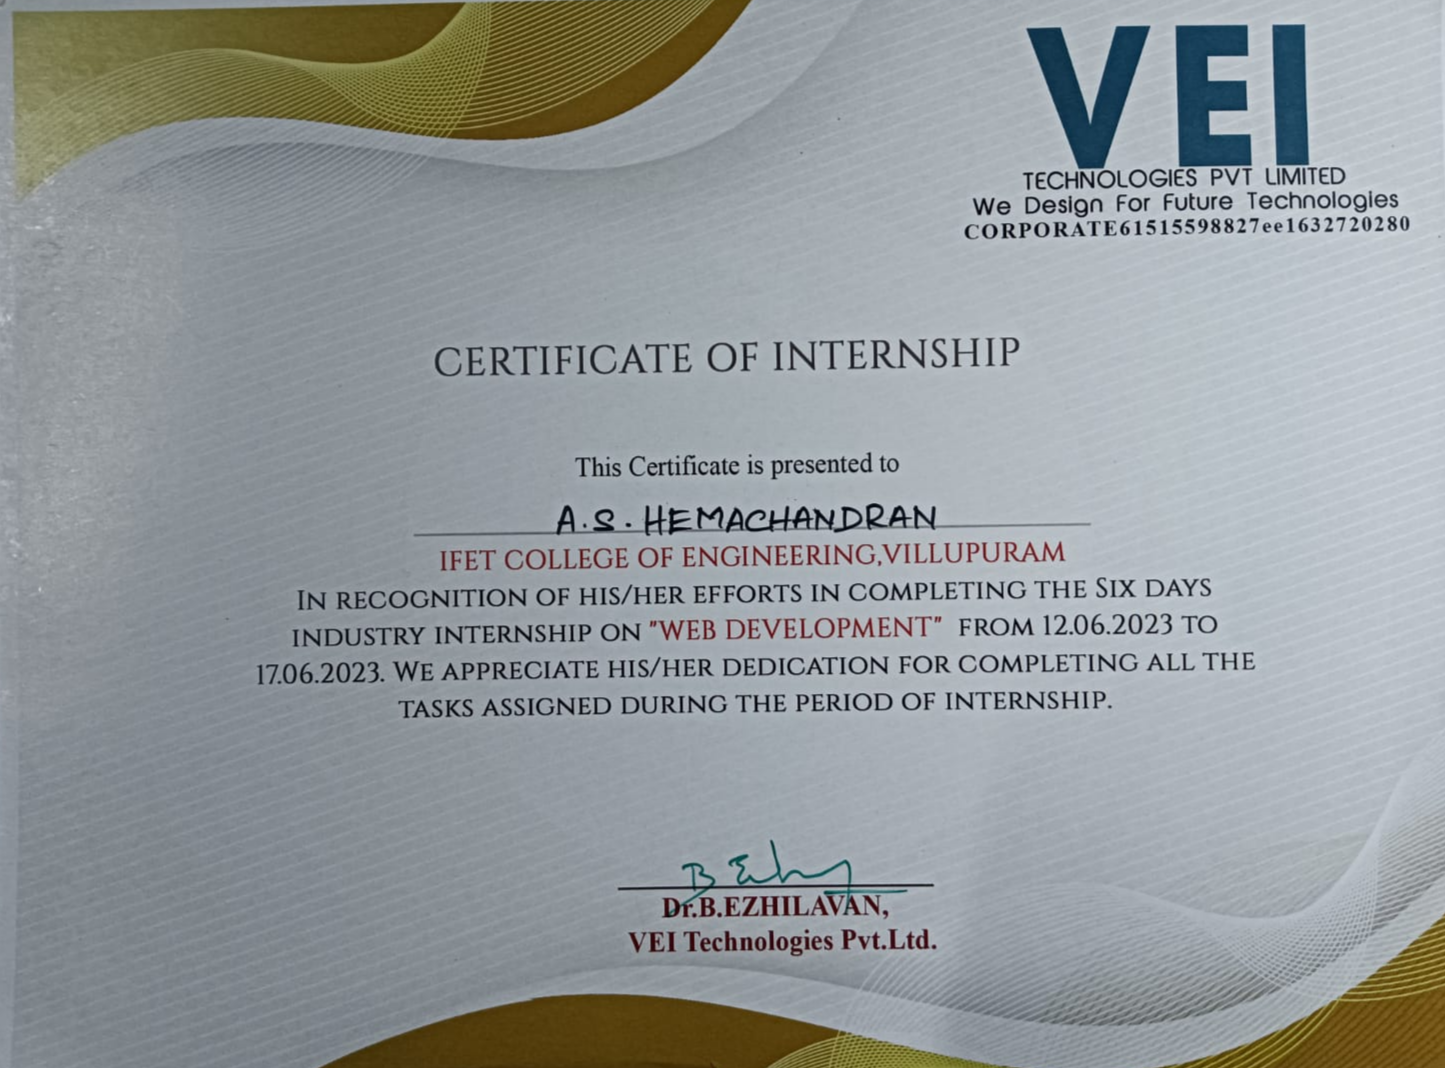 VEI
TECHNOLOGIES PVT LIMITED
We Design For Future Technologies
CORPORATE61515598827ee1632720280
CERTIFICATE OF INTERNSHIP
This Certificate is presented to
A.S. HEMACHANDRAN
IFET COLLEGE OF ENGINEERING,VILLUPURAM
IN RECOGNITION OF HIS/HER EFFORTS IN COMPLETING THE SIX DAYS
INDUSTRY INTERNSHIP ON "WEB DEVELOPMENT" FROM 12.06.2023 TO
17.06.2023. WE APPRECIATE HIS/HER DEDICATION FOR COMPLETING ALL THE
TASKS ASSIGNED DURING THE PERIOD OF INTERNSHIP.
Dr.B.EZHILAVAN,
VEI Technologies Pvt.Ltd.